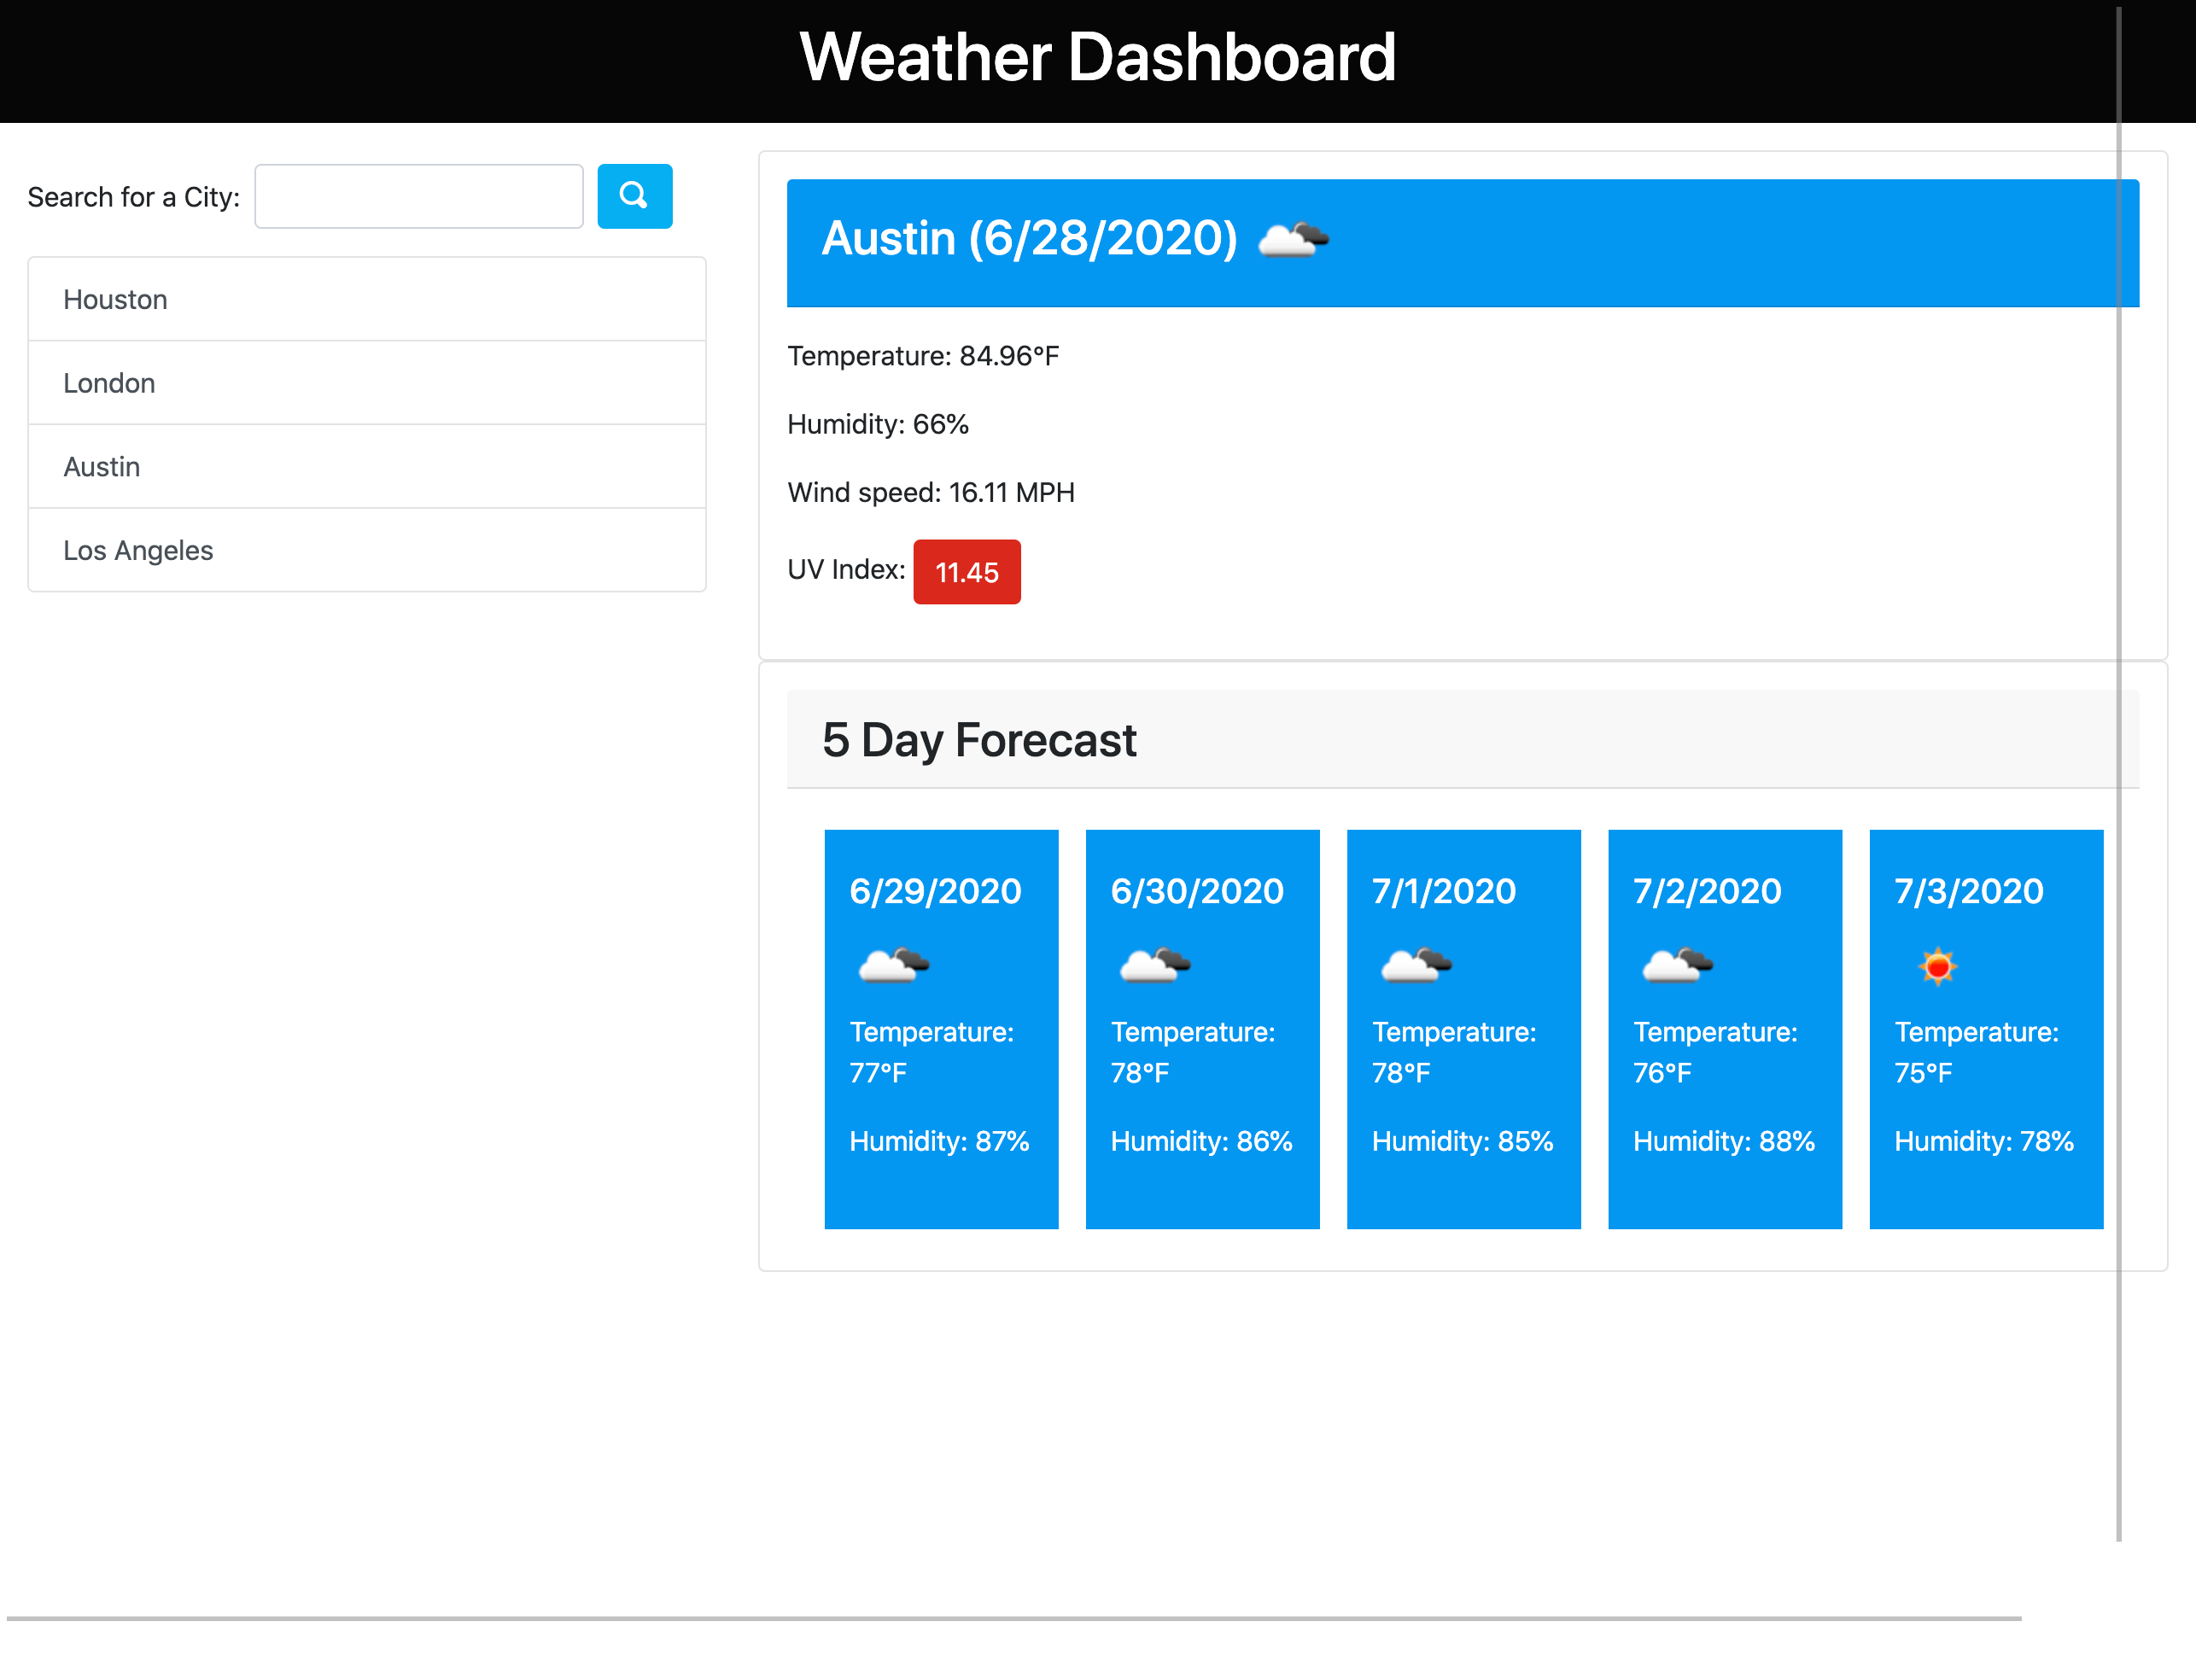 Weather Dashboard
Search for a City:
Houston
London
Austin
Los Angeles
Austin (6/28/2020)
Temperature: 84.96°F
Humidity: 66%
Wind speed: 16.11 MPH
UV Index: 11.45
5 Day Forecast
6/29/2020
Temperature:
77°F
Humidity: 87%
6/30/2020
Temperature:
78°F
Humidity: 86%
7/1/2020
Temperature:
78°F
Humidity: 85%
7/2/2020
Temperature:
76°F
Humidity: 88%
7/3/2020
Temperature:
75°F
Humidity: 78%